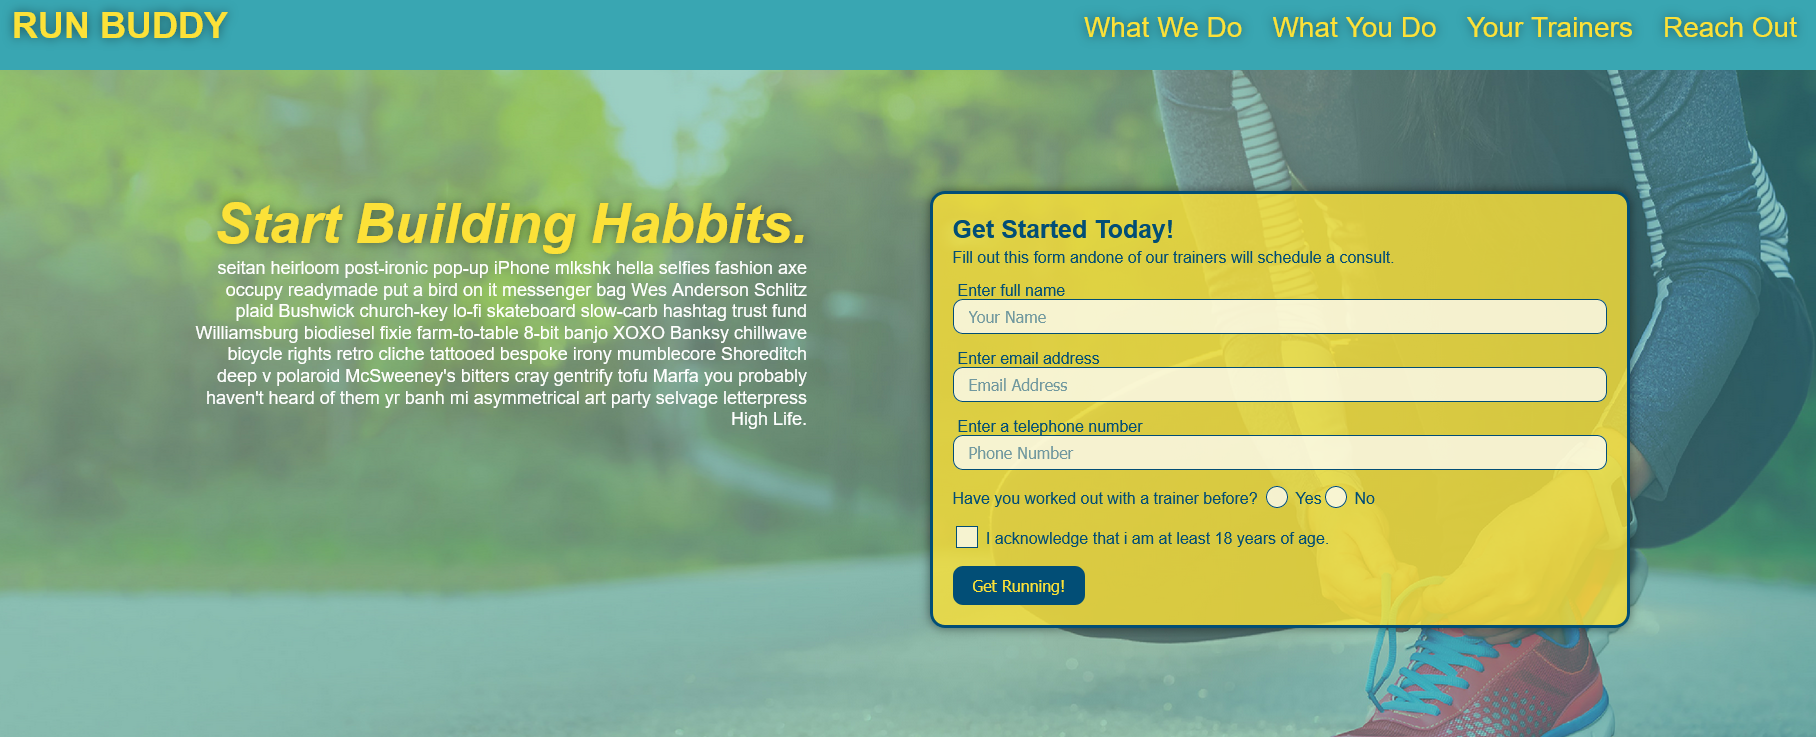 RUN BUDDY
What We Do What You Do Your Trainers Reach Out
Start Building Habbits.
seitan heirloom post-ironic pop-up iPhone mlkshk hella selfies fashion axe
occupy readymade put a bird on it messenger bag Wes Anderson Schlitz
plaid Bushwick church-key lo-fi skateboard slow-carb hashtag trust fund
Williamsburg biodiesel fixie farm-to-table 8-bit banjo XOXO Banksy chillwave
bicycle rights retro cliche tattooed bespoke irony mumblecore Shoreditch
deep v polaroid McSweeney's bitters cray gentrify tofu Marfa you probably
haven't heard of them yr banh mi asymmetrical art party selvage letterpress
High Life.
Get Started Today!
Fill out this form andone of our trainers will schedule a consult.
Enter full name
Your Name
Enter email address
Email Address
Enter a telephone number
Phone Number
Have you worked out with a trainer before? Yes No
I acknowledge that i am at least 18 years of age.
Get Running!